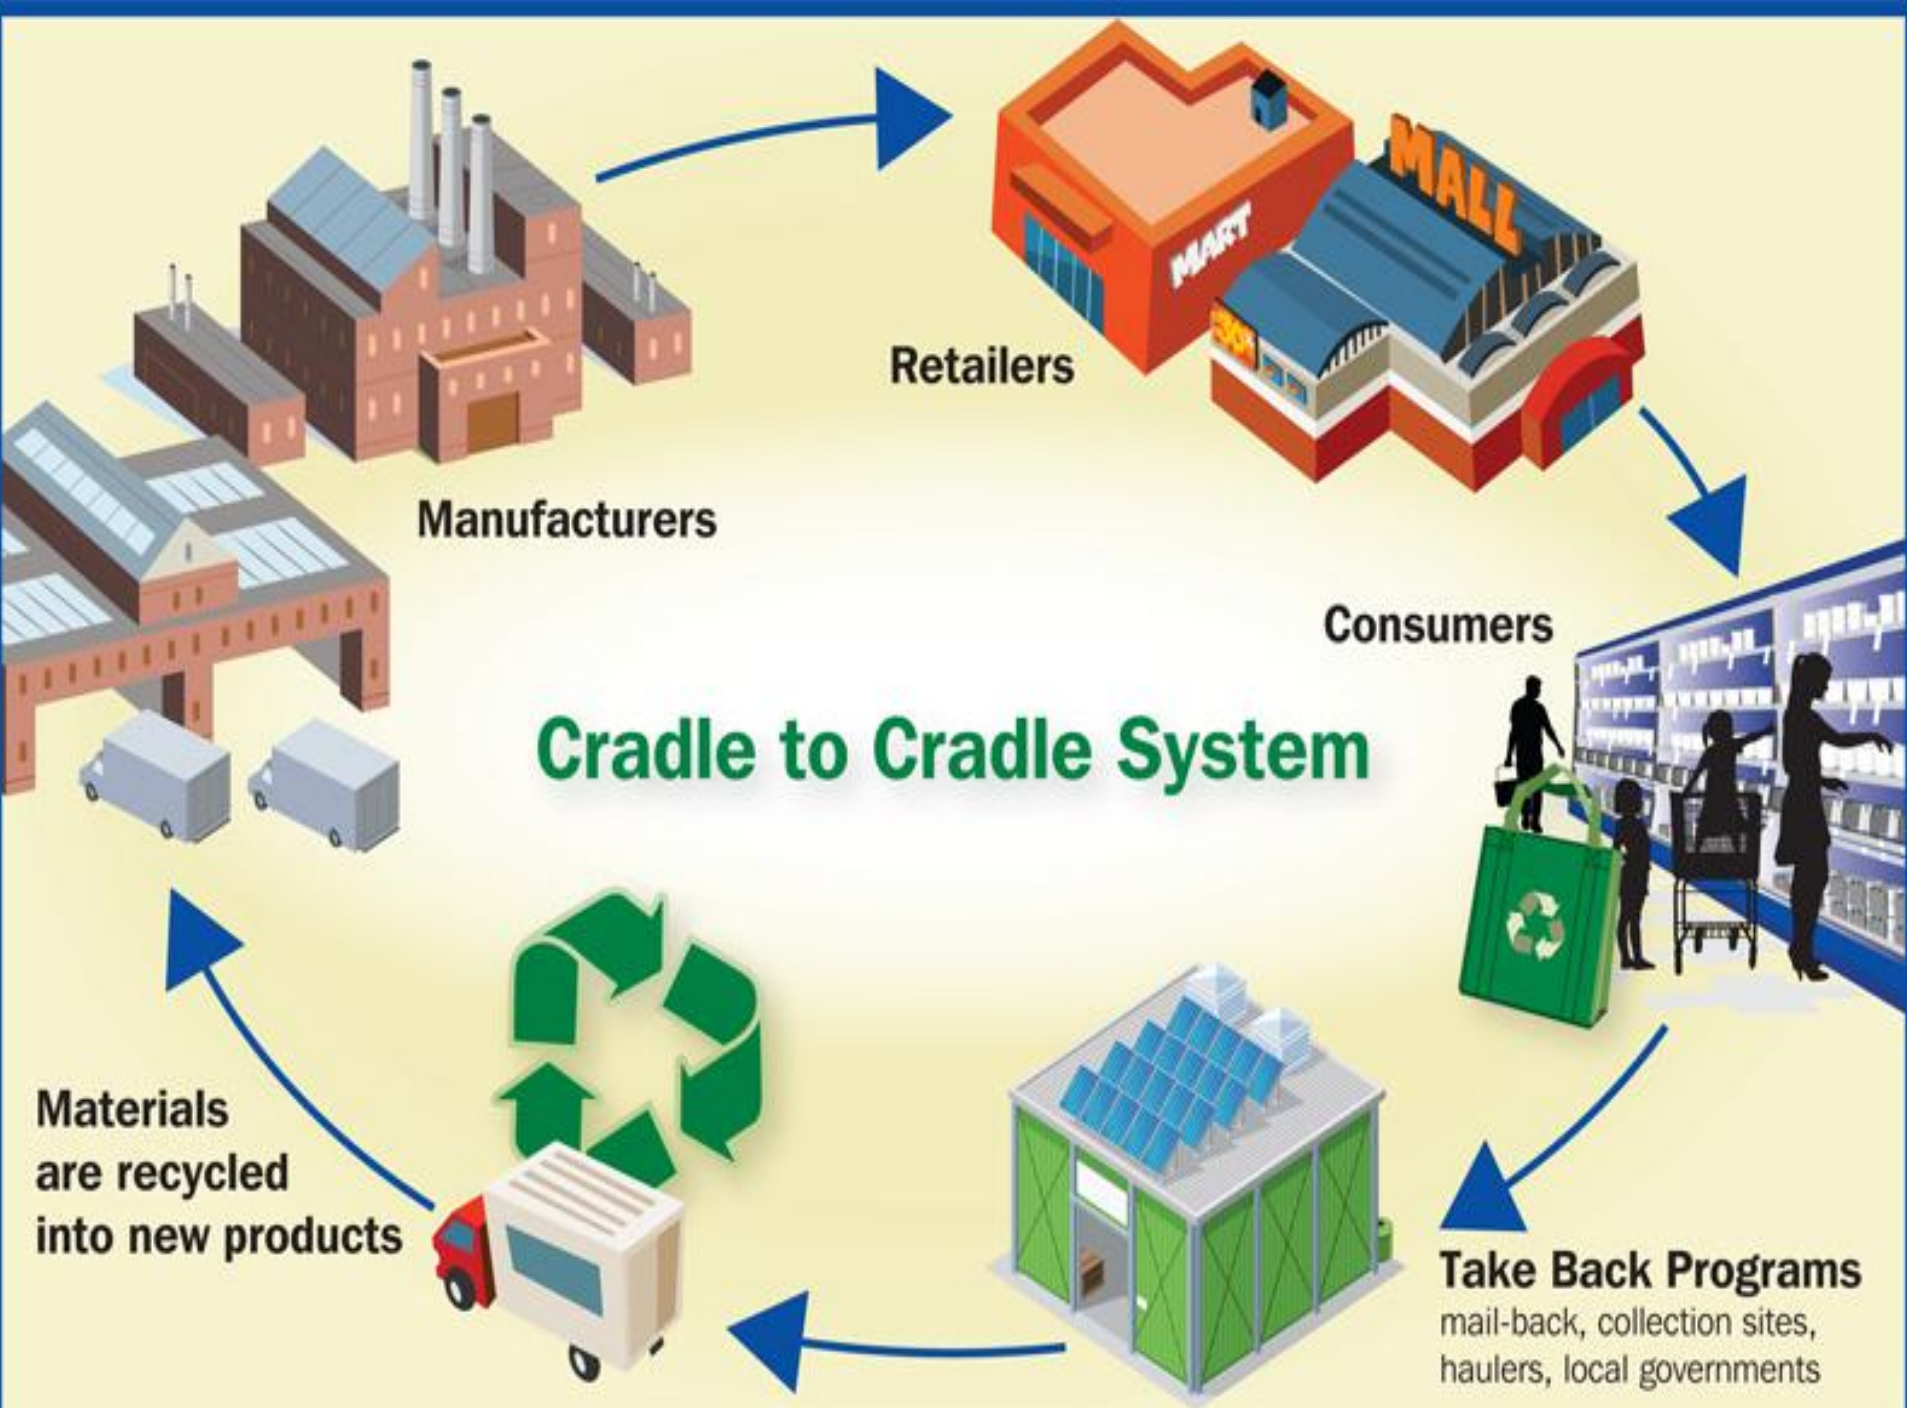 MALL
MART
Retailers
Manufacturers
Consumers
Cradle to Cradle System
Materials
are recycled
into new products
Take Back Programs
mail-back, collection sites,
haulers, local governments